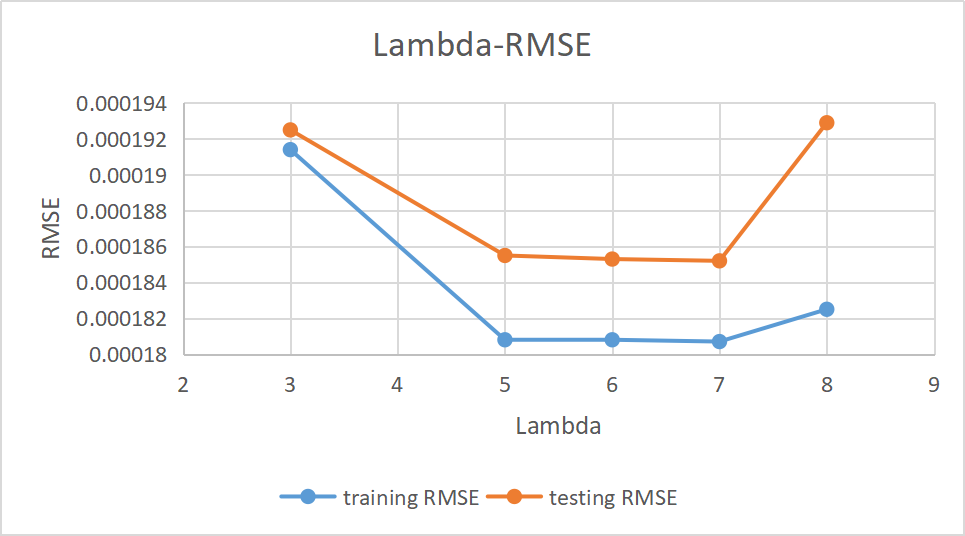 Lambda-RMSE
0.000194
0.000192
0.00019
0.000188
0.000186
0.000184
0.000182
0.00018
RMSE
2 3 4 5 6 7 8 9
Lambda
training RMSE testing RMSE